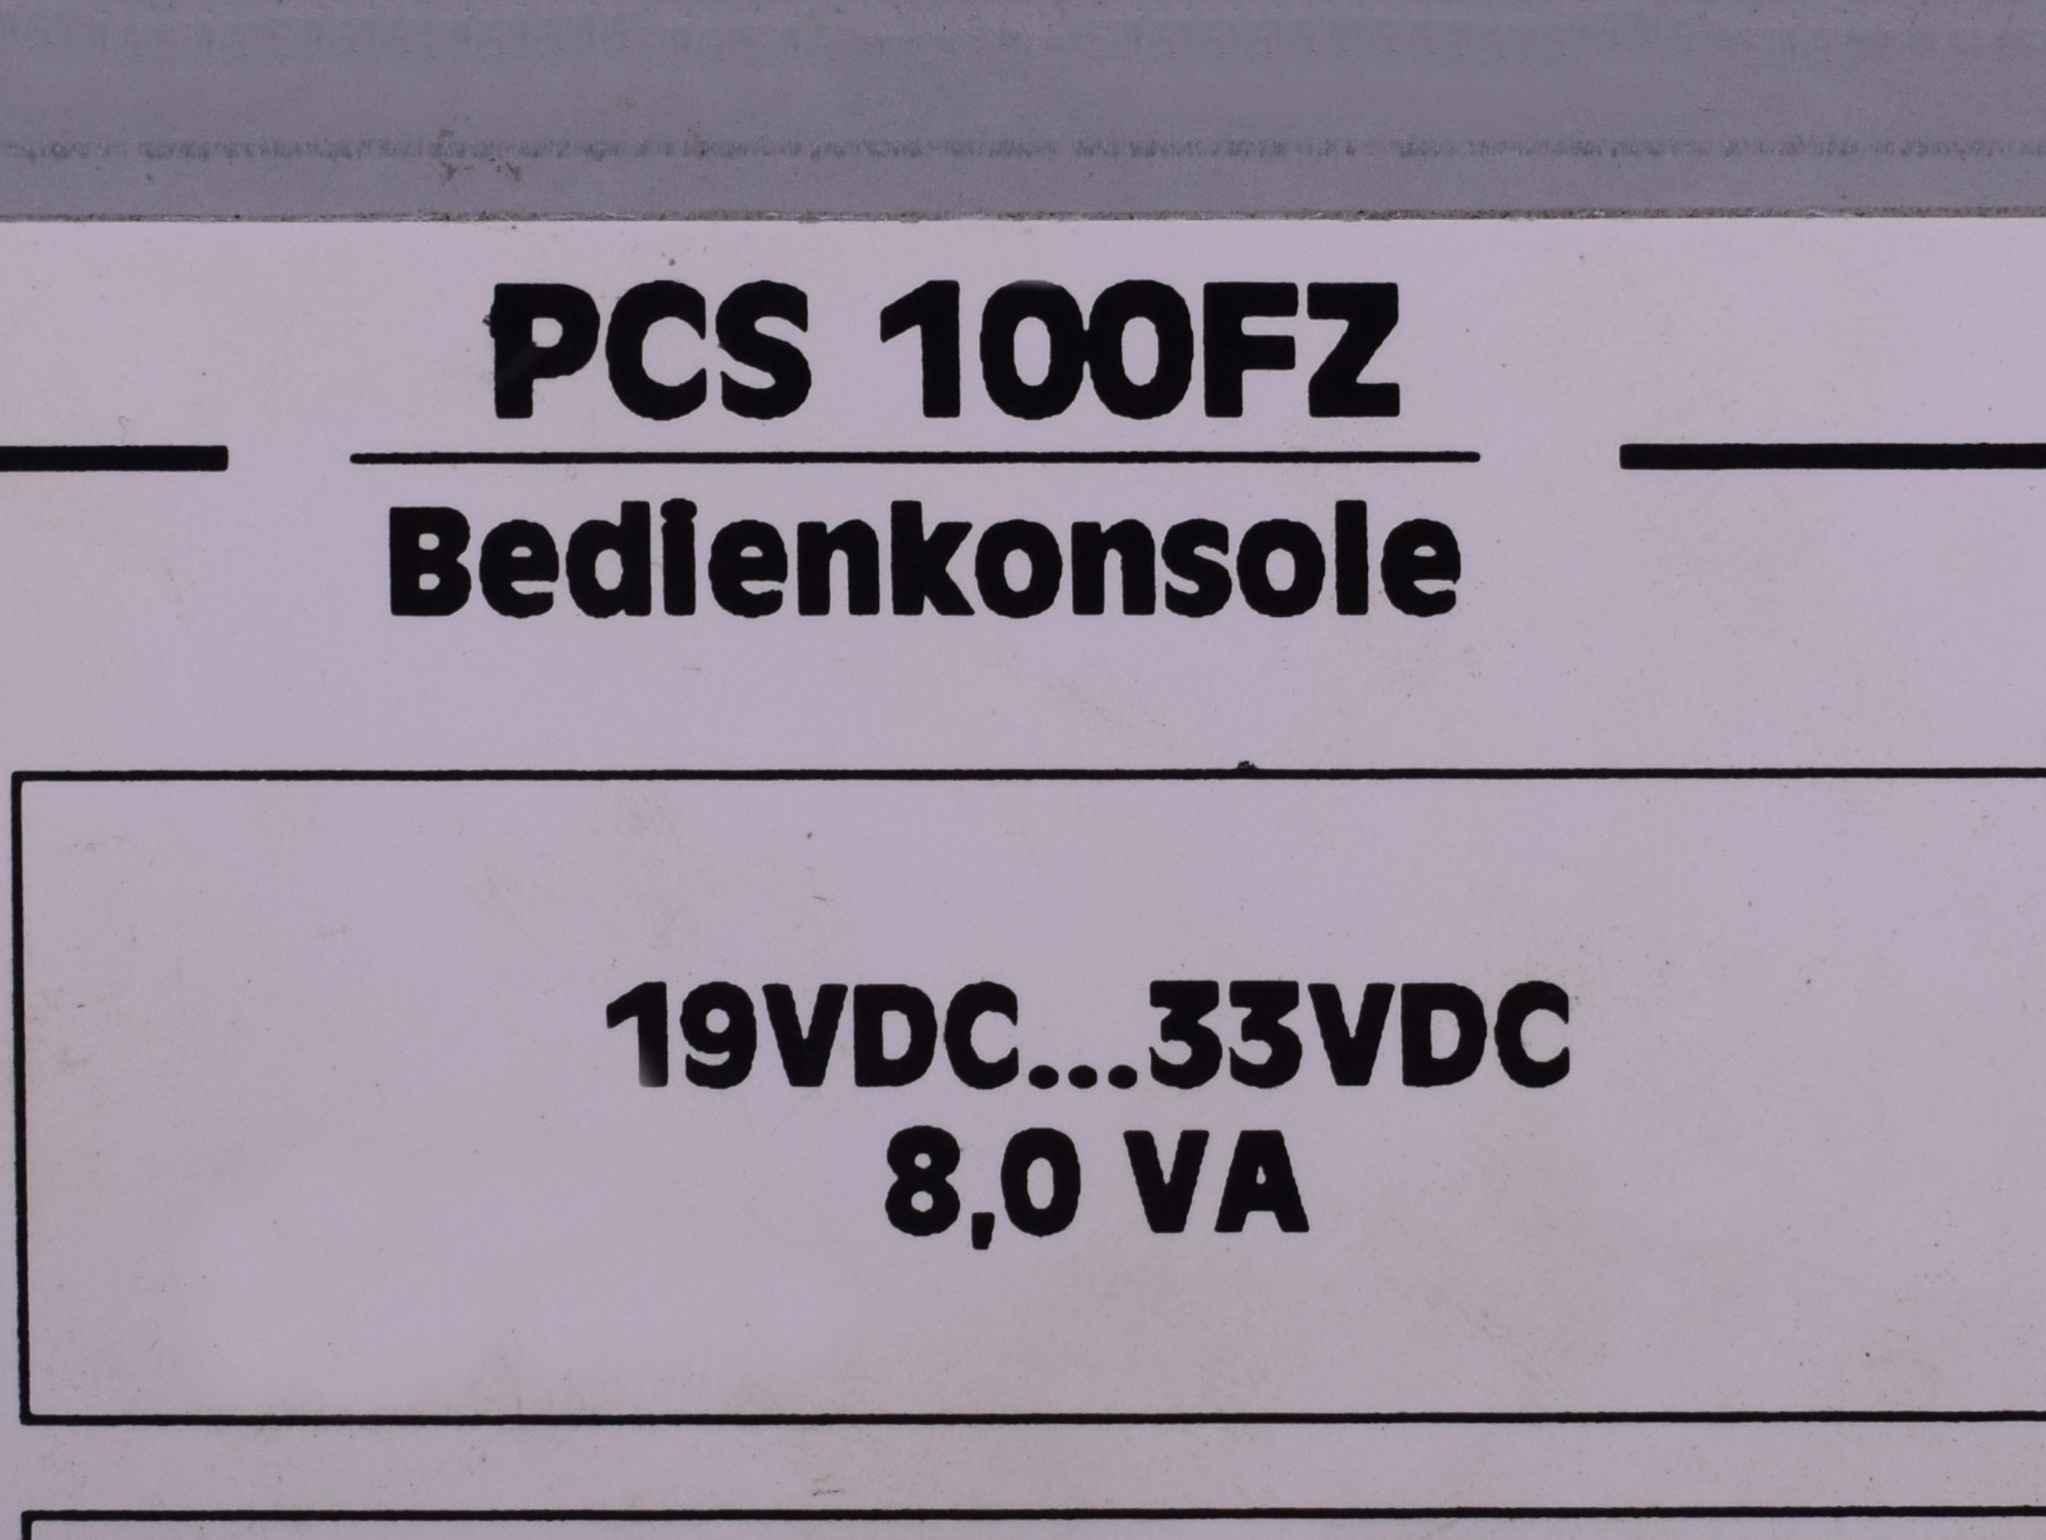 PCS 100FZ
Bedienkonsole
19VDC...33VDC
8,0 VA